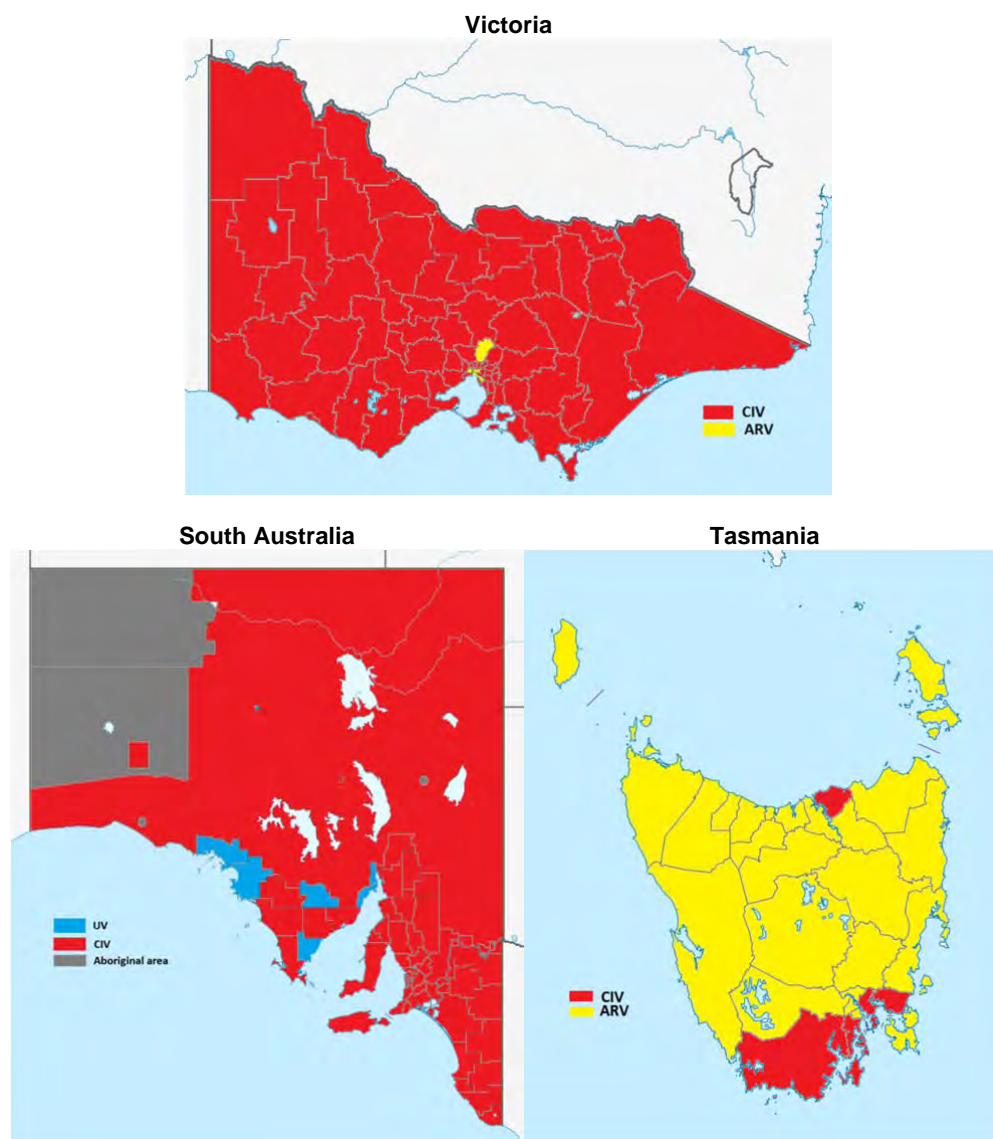 Victoria
CIV
ARV
South Australia
Tasmania
UV
CIV
Aboriginal area
CIV
ARV